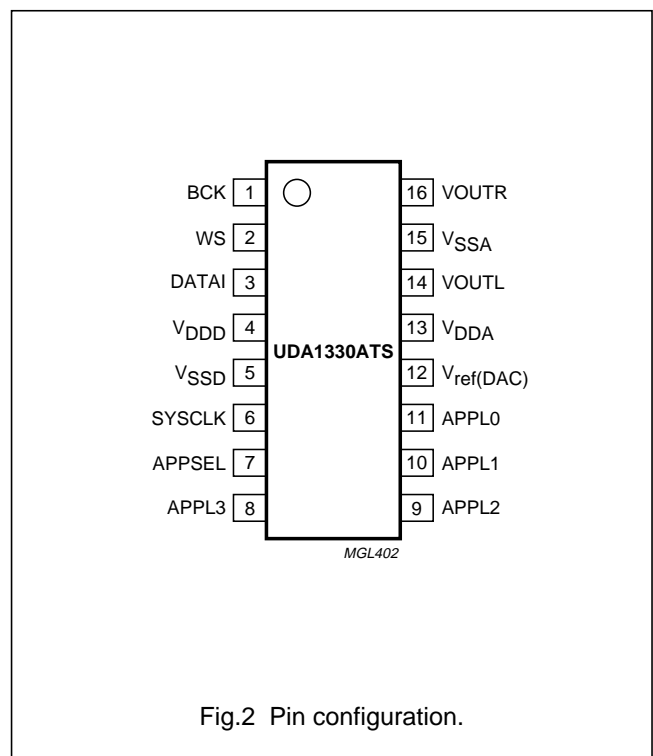 BCK 1 16 VOUTR
WS 2 15 VSSA
DATAI 3 14 VOUTL
VDDD 4 13 VDDA
UDA1330ATS
VSSD 5 12 Vref(DAC)
SYSCLK 6 11 APPL0
APPSEL 7 10 APPL1
APPL3 8 9 APPL2
MGL402
Fig.2 Pin configuration.